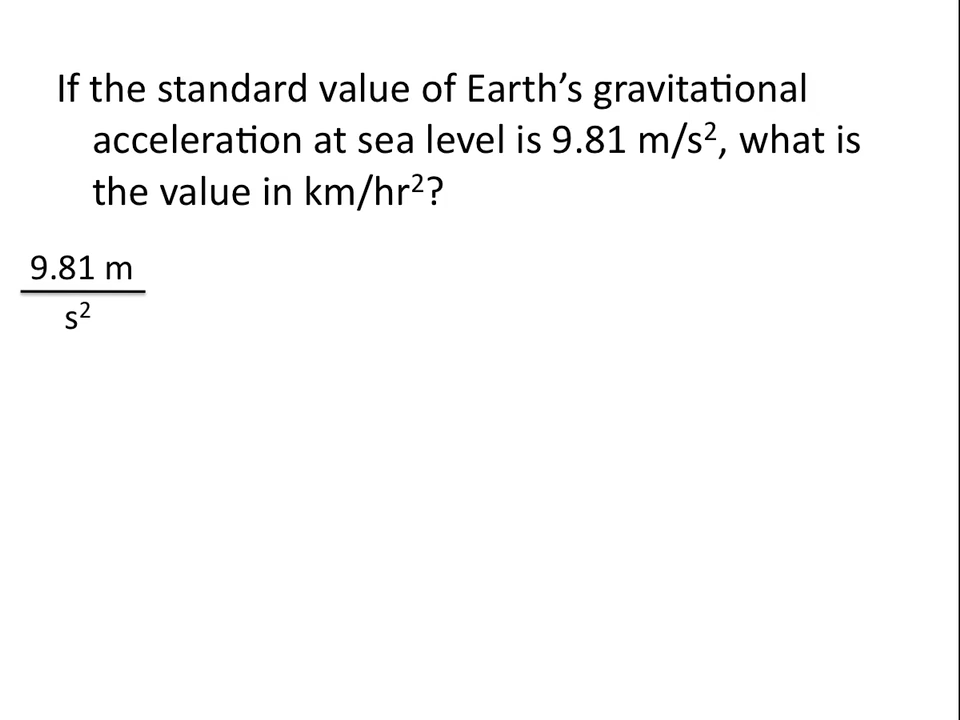 If the standard value of Earth’s gravitational
acceleration at sea level is 9.81 m/s², what is
the value in km/hr²?
9.81 m
s²